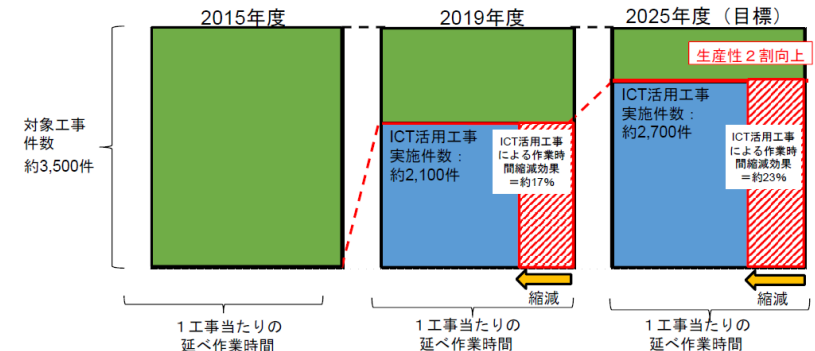 2015年度
2019年度
2025年度（目標）
生産性２割向上
対象工事
件数
約3,500件
ICT活用工事
実施件数：
約2,100件
ICT活用工事
による作業時
間縮減効果
＝約17%
ICT活用工事
実施件数：
約2,700件
ICT活用工事
による作業時
間縮減効果
＝約23%
縮減
縮減
１工事当たりの
延べ作業時間
１工事当たりの
延べ作業時間
１工事当たりの
延べ作業時間